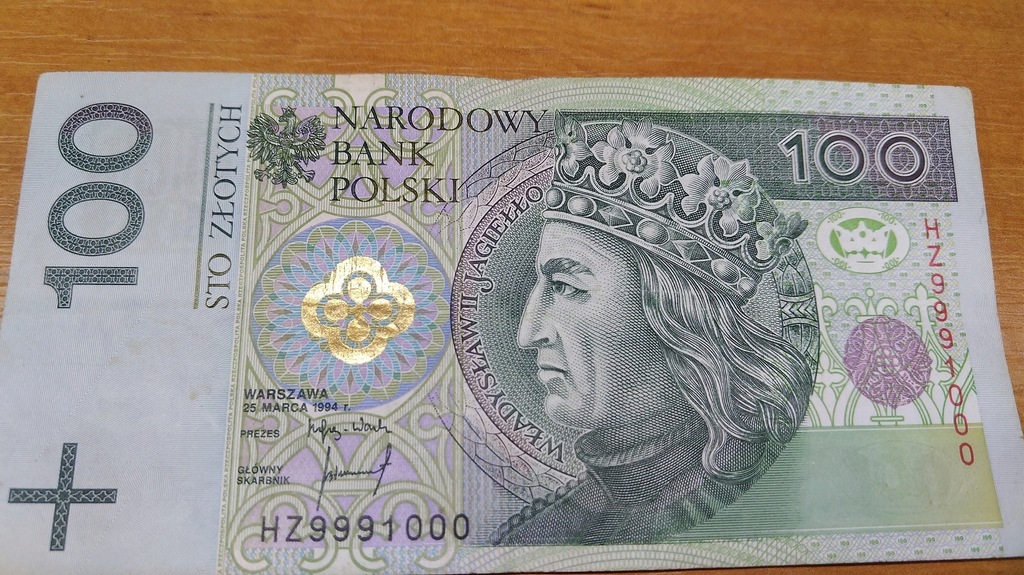 100
STO ZŁOTYCH
NARODOWY
BANK
POLSKI
WŁADYSŁAW II JAGIEŁŁO
100
HZ9991000
WARSZAWA
25 MARCA 1994 r.
PREZES
GŁÓWNY
SKARBNIK
HZ9991000